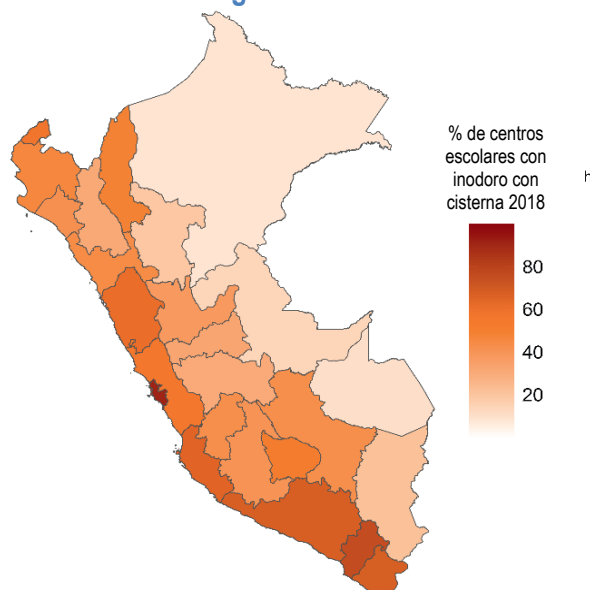 % de centros
escolares con
inodoro con
cisterna 2018
80
60
40
20